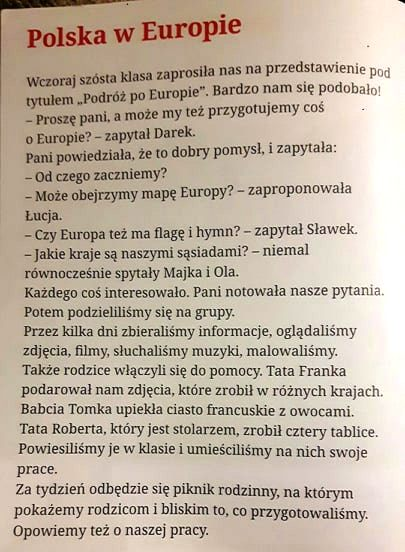 Polska w Europie
Wczoraj szósta klasa zaprosiła nas na przedstawienie pod
tytułem „Podróż po Europie”. Bardzo nam się podobało!
– Proszę pani, a może my też przygotujemy coś
o Europie? – zapytał Darek.
Pani powiedziała, że to dobry pomysł, i zapytała:
– Od czego zaczniemy?
– Może obejrzymy mapę Europy? – zaproponowała
Łucja.
– Czy Europa też ma flagę i hymn? – zapytał Sławek.
– Jakie kraje są naszymi sąsiadami? – niemal
równocześnie spytały Majka i Ola.
Każdego coś interesowało. Pani notowała nasze pytania.
Potem podzieliliśmy się na grupy.
Przez kilka dni zbieraliśmy informacje, oglądaliśmy
zdjęcia, filmy, słuchaliśmy muzyki, malowaliśmy.
Także rodzice włączyli się do pomocy. Tata Franka
podarował nam zdjęcia, które zrobił w różnych krajach.
Babcia Tomka upiekła ciasto francuskie z owocami.
Tata Roberta, który jest stolarzem, zrobił cztery tablice.
Powiesiliśmy je w klasie i umieściliśmy na nich swoje
prace.
Za tydzień odbędzie się piknik rodzinny, na którym
pokażemy rodzicom i bliskim to, co przygotowaliśmy.
Opowiemy też o naszej pracy.